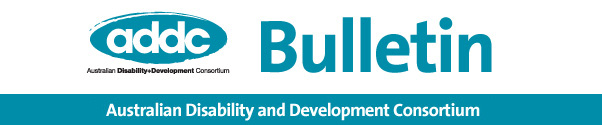 addc
Australian Disability+Development Consortium
Bulletin
Australian Disability and Development Consortium